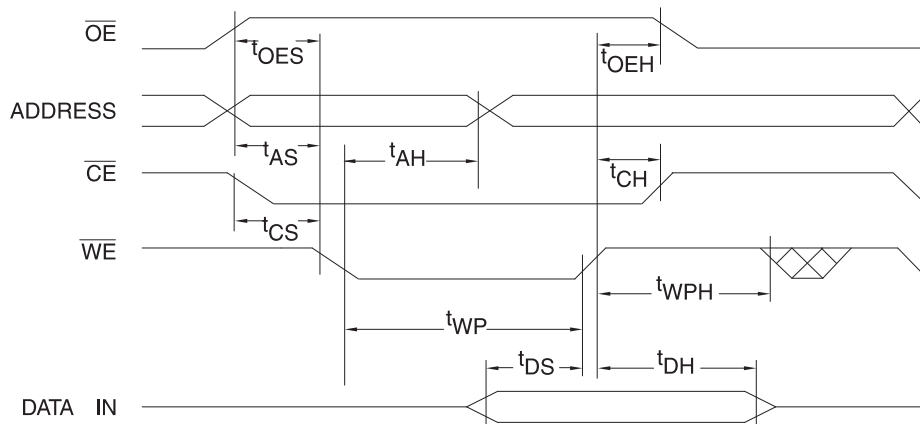 OE
tOES
tOEH
ADDRESS
tAS
tAH
CE
tCH
tCS
WE
tWPH
tWP
tDS
tDH
DATA IN